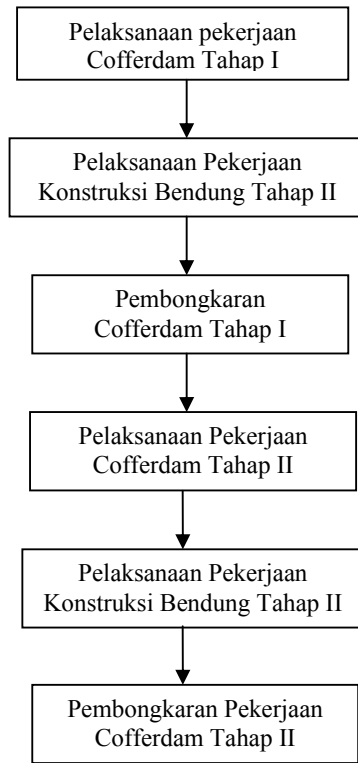 Pelaksanaan pekerjaan
Cofferdam Tahap I
Pelaksanaan Pekerjaan
Konstruksi Bendung Tahap II
Pembongkaran
Cofferdam Tahap I
Pelaksanaan Pekerjaan
Cofferdam Tahap II
Pelaksanaan Pekerjaan
Konstruksi Bendung Tahap II
Pembongkaran Pekerjaan
Cofferdam Tahap II